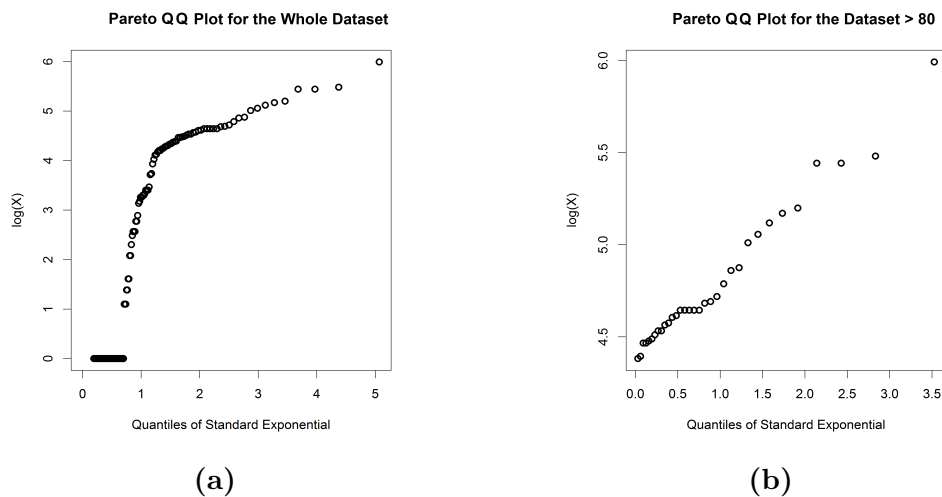 Pareto QQ Plot for the Whole Dataset
log(X)
6
5
4
3
2
1
0
0 1 2 3 4 5
Quantiles of Standard Exponential
(a)
Pareto QQ Plot for the Dataset > 80
log(X)
6.0
5.5
5.0
4.5
0.0 0.5 1.0 1.5 2.0 2.5 3.0 3.5
Quantiles of Standard Exponential
(b)